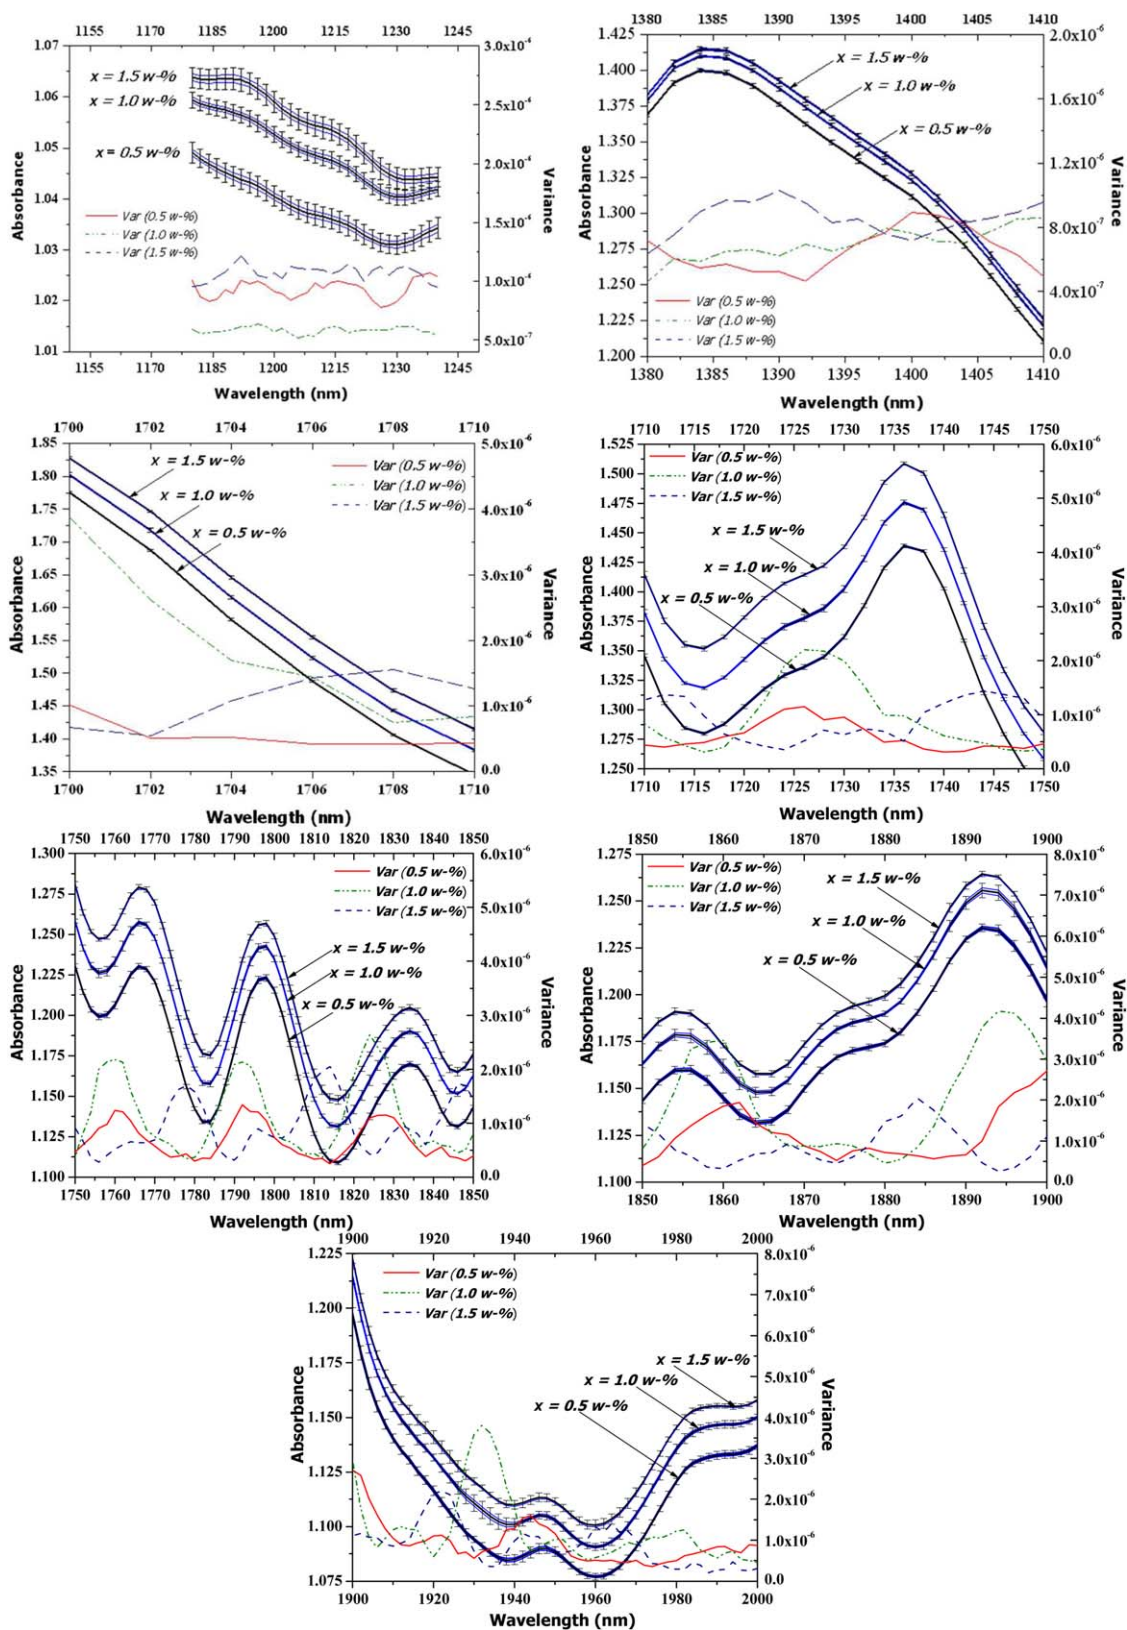 1155 1170 1185 1200 1215 1230 1245
1.07
1.06
1.05
1.04
1.03
1.02
1.01
Absorbance
x = 1.5 w-%
x = 1.0 w-%
x = 0.5 w-%
Var (0.5 w-%)
Var (1.0 w-%)
Var (1.5 w-%)
3.0x10⁻⁴
2.5x10⁻⁴
2.0x10⁻⁴
1.5x10⁻⁴
1.0x10⁻⁴
5.0x10⁻⁷
Variance
1155 1170 1185 1200 1215 1230 1245
Wavelength (nm)
1380 1385 1390 1395 1400 1405 1410
1.425
1.400
1.375
1.350
1.325
1.300
1.275
1.250
1.225
1.200
Absorbance
x = 1.5 w-%
x = 1.0 w-%
x = 0.5 w-%
Var (0.5 w-%)
Var (1.0 w-%)
Var (1.5 w-%)
2.0x10⁻⁶
1.6x10⁻⁶
1.2x10⁻⁶
8.0x10⁻⁷
4.0x10⁻⁷
0.0
Variance
1380 1385 1390 1395 1400 1405 1410
Wavelength (nm)
1700 1702 1704 1706 1708 1710
1.85
1.80
1.75
1.70
1.65
1.60
1.55
1.50
1.45
1.40
1.35
Absorbance
x = 1.5 w-%
x = 1.0 w-%
x = 0.5 w-%
Var (0.5 w-%)
Var (1.0 w-%)
Var (1.5 w-%)
5.0x10⁻⁶
4.0x10⁻⁶
3.0x10⁻⁶
2.0x10⁻⁶
1.0x10⁻⁶
0.0
Variance
1700 1702 1704 1706 1708 1710
Wavelength (nm)
1710 1715 1720 1725 1730 1735 1740 1745 1750
1.525
1.500
1.475
1.450
1.425
1.400
1.375
1.350
1.325
1.300
1.275
1.250
Absorbance
Var (0.5 w-%)
Var (1.0 w-%)
Var (1.5 w-%)
x = 1.5 w-%
x = 1.0 w-%
x = 0.5 w-%
6.0x10⁻⁶
5.0x10⁻⁶
4.0x10⁻⁶
3.0x10⁻⁶
2.0x10⁻⁶
1.0x10⁻⁶
0.0
Variance
1710 1715 1720 1725 1730 1735 1740 1745 1750
Wavelength (nm)
1750 1760 1770 1780 1790 1800 1810 1820 1830 1840 1850
1.300
1.275
1.250
1.225
1.200
1.175
1.150
1.125
1.100
Absorbance
Var (0.5 w-%)
Var (1.0 w-%)
Var (1.5 w-%)
x = 1.5 w-%
x = 1.0 w-%
x = 0.5 w-%
6.0x10⁻⁶
5.0x10⁻⁶
4.0x10⁻⁶
3.0x10⁻⁶
2.0x10⁻⁶
1.0x10⁻⁶
0.0
Variance
1750 1760 1770 1780 1790 1800 1810 1820 1830 1840 1850
Wavelength (nm)
1850 1860 1870 1880 1890 1900
1.275
1.250
1.225
1.200
1.175
1.150
1.125
1.100
Absorbance
Var (0.5 w-%)
Var (1.0 w-%)
Var (1.5 w-%)
x = 1.5 w-%
x = 1.0 w-%
x = 0.5 w-%
8.0x10⁻⁶
7.0x10⁻⁶
6.0x10⁻⁶
5.0x10⁻⁶
4.0x10⁻⁶
3.0x10⁻⁶
2.0x10⁻⁶
1.0x10⁻⁶
0.0
Variance
1850 1860 1870 1880 1890 1900
Wavelength (nm)
1900 1920 1940 1960 1980 2000
1.225
1.200
1.175
1.150
1.125
1.100
1.075
Absorbance
Var (0.5 w-%)
Var (1.0 w-%)
Var (1.5 w-%)
x = 1.5 w-%
x = 1.0 w-%
x = 0.5 w-%
8.0x10⁻⁶
7.0x10⁻⁶
6.0x10⁻⁶
5.0x10⁻⁶
4.0x10⁻⁶
3.0x10⁻⁶
2.0x10⁻⁶
1.0x10⁻⁶
0.0
Variance
1900 1920 1940 1960 1980 2000
Wavelength (nm)